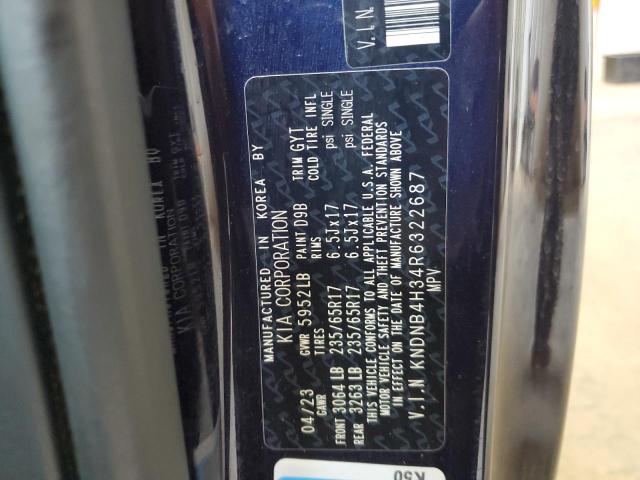 V.I.N.
MANUFACTURED IN KOREA BY
KIA CORPORATION
04/23 GVWR 5952LB PAINT D9B TRIM GYT
GAWR TIRES RIMS COLD TIRE INFL
FRONT 3064 LB 235/65R17 6.5Jx17 psi SINGLE
REAR 3263 LB 235/65R17 6.5Jx17 psi SINGLE
THIS VEHICLE CONFORMS TO ALL APPLICABLE U.S.A. FEDERAL
MOTOR VEHICLE SAFETY AND THEFT PREVENTION STANDARDS
IN EFFECT ON THE DATE OF MANUFACTURE SHOWN ABOVE
V.I.N KNDNB4H34R6322687
MPV
K50